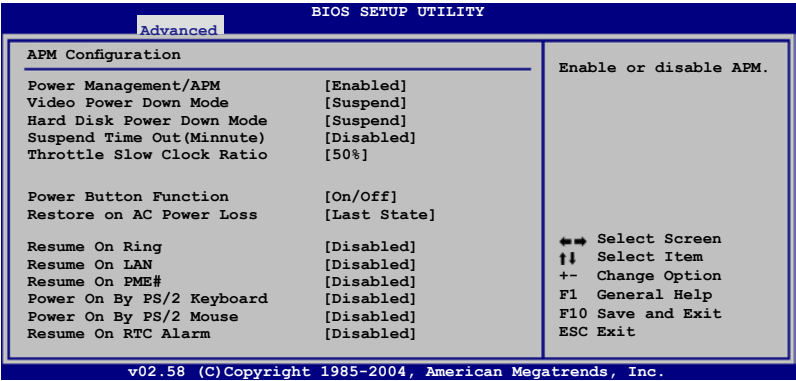 BIOS SETUP UTILITY
Advanced
APM Configuration
Power Management/APM [Enabled]
Video Power Down Mode [Suspend]
Hard Disk Power Down Mode [Suspend]
Suspend Time Out(Minnute) [Disabled]
Throttle Slow Clock Ratio [50%]
Power Button Function [On/Off]
Restore on AC Power Loss [Last State]
Resume On Ring [Disabled]
Resume On LAN [Disabled]
Resume On PME# [Disabled]
Power On By PS/2 Keyboard [Disabled]
Power On By PS/2 Mouse [Disabled]
Resume On RTC Alarm [Disabled]
Enable or disable APM.
←→ Select Screen
↑↓ Select Item
+- Change Option
F1 General Help
F10 Save and Exit
ESC Exit
v02.58 (C)Copyright 1985-2004, American Megatrends, Inc.